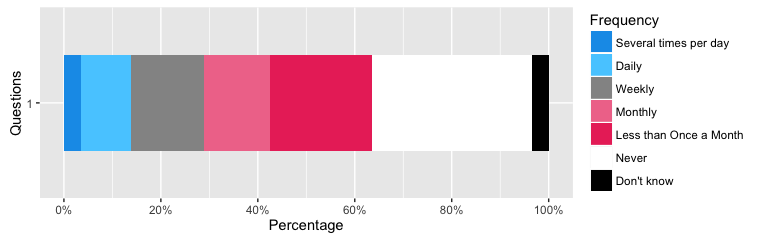 Frequency
Several times per day
Daily
Weekly
Monthly
Less than Once a Month
Never
Don't know
Questions
1
0%
20%
40%
60%
80%
100%
Percentage